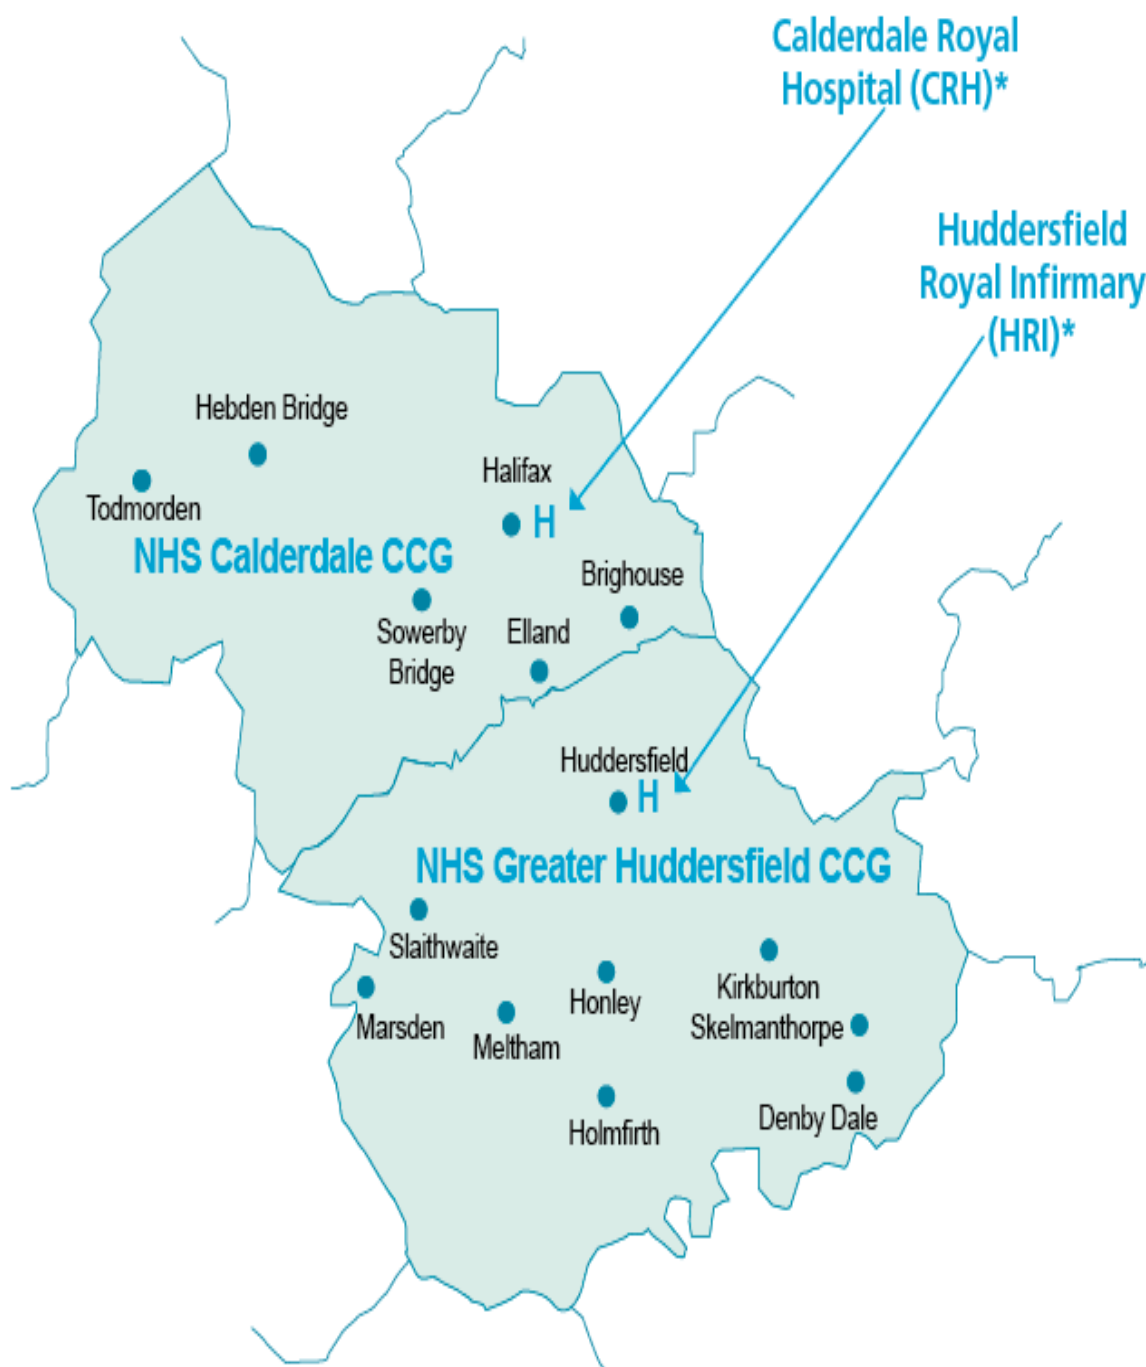 Calderdale Royal
Hospital (CRH)*
Huddersfield
Royal Infirmary
(HRI)*
Hebden Bridge
Halifax
Todmorden
H
NHS Calderdale CCG
Brighouse
Sowerby
Bridge
Elland
Huddersfield
H
NHS Greater Huddersfield CCG
Slaithwaite
Honley
Kirkburton
Marsden
Meltham
Skelmanthorpe
Holmfirth
Denby Dale